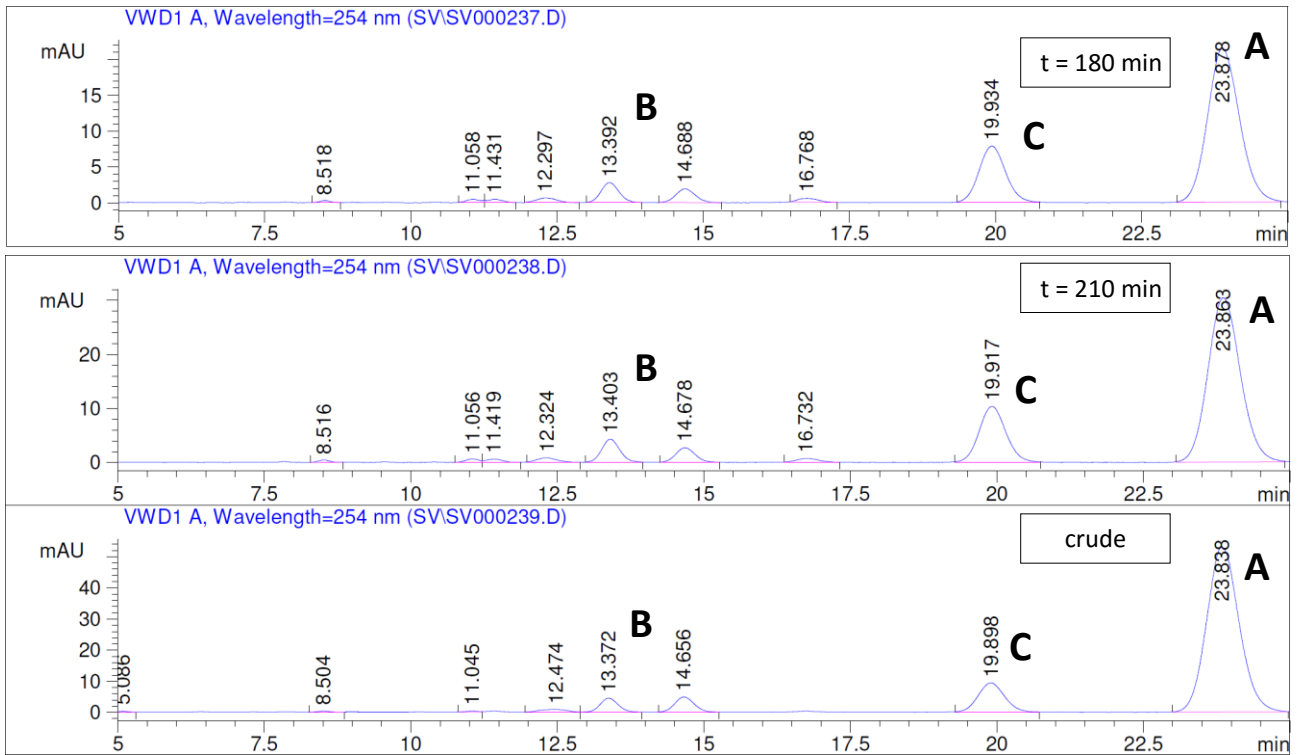 VWD1 A, Wavelength=254 nm (SV\SV000237.D)
mAU
t = 180 min
A
B
C
8.518
11.058
11.431
12.297
13.392
14.688
16.768
19.934
23.878
15
10
5
0
5 7.5 10 12.5 15 17.5 20 22.5 min
VWD1 A, Wavelength=254 nm (SV\SV000238.D)
mAU
t = 210 min
A
B
C
8.516
11.056
11.419
12.324
13.403
14.678
16.732
19.917
23.863
20
10
0
5 7.5 10 12.5 15 17.5 20 22.5 min
VWD1 A, Wavelength=254 nm (SV\SV000239.D)
mAU
crude
A
B
C
5.086
8.504
11.045
12.474
13.372
14.656
19.898
23.838
40
30
20
10
0
5 7.5 10 12.5 15 17.5 20 22.5 min